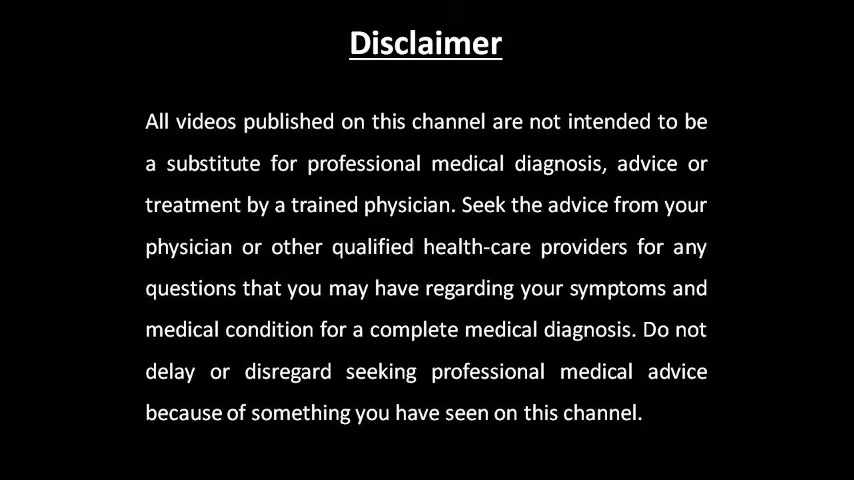 Disclaimer
All videos published on this channel are not intended to be
a substitute for professional medical diagnosis, advice or
treatment by a trained physician. Seek the advice from your
physician or other qualified health-care providers for any
questions that you may have regarding your symptoms and
medical condition for a complete medical diagnosis. Do not
delay or disregard seeking professional medical advice
because of something you have seen on this channel.